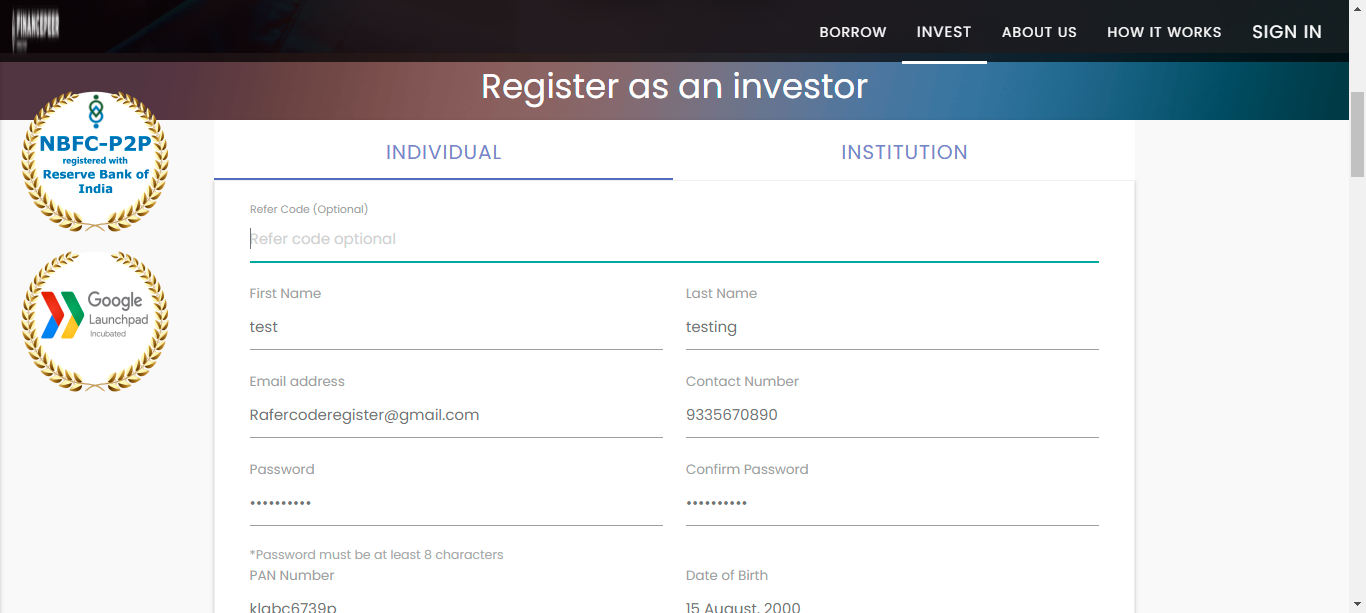 FINANCEPEER
BORROW INVEST ABOUT US HOW IT WORKS SIGN IN
Register as an investor
NBFC-P2P
registered with
Reserve Bank of
India
Google
Launchpad
Incubated
INDIVIDUAL INSTITUTION
Refer Code (Optional)
Refer code optional
First Name Last Name
test testing
Email address Contact Number
Rafercoderegister@gmail.com 9335670890
Password Confirm Password
•••••••••• ••••••••••
*Password must be at least 8 characters
PAN Number Date of Birth
klabc6739p 15 August, 2000